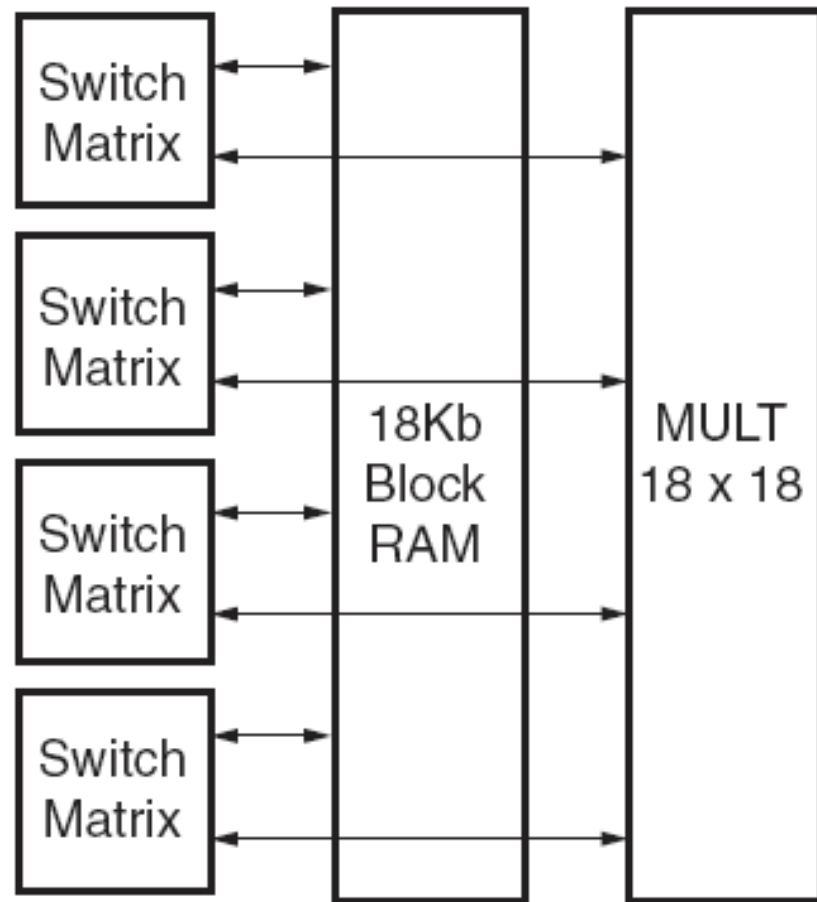 Switch
Matrix
Switch
Matrix
18Kb
Block
RAM
MULT
18 x 18
Switch
Matrix
Switch
Matrix